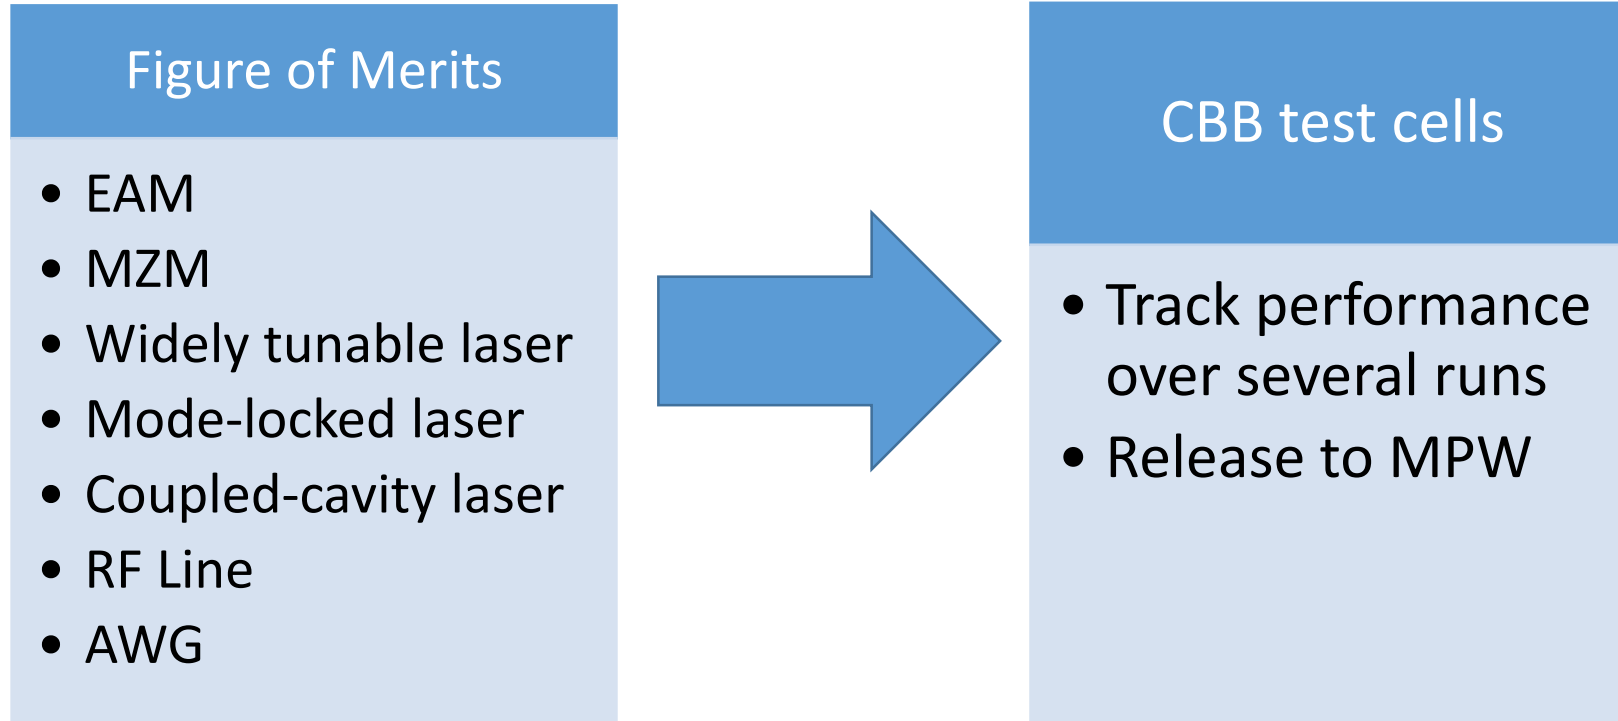 Figure of Merits
• EAM
• MZM
• Widely tunable laser
• Mode-locked laser
• Coupled-cavity laser
• RF Line
• AWG
CBB test cells
• Track performance
over several runs
• Release to MPW